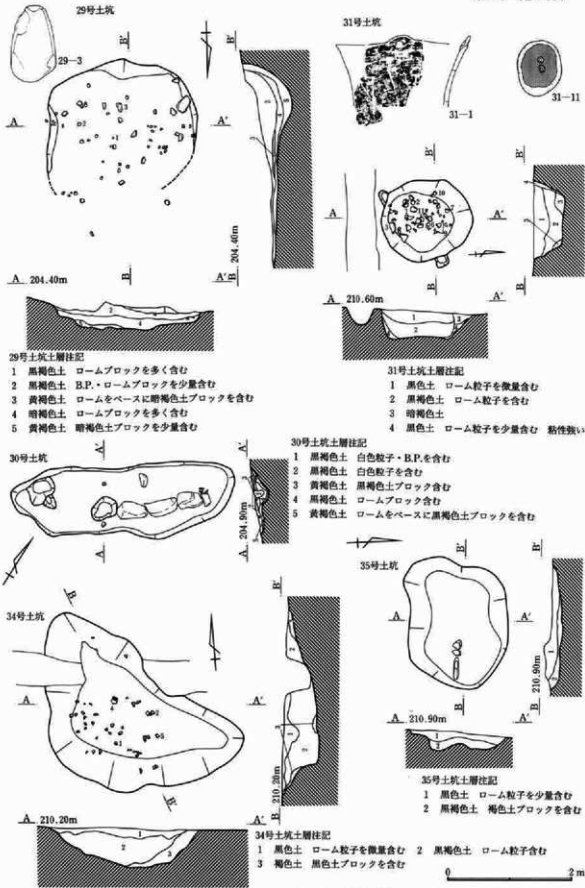 29号土坑
29-3
B'
A
A'
B
204.40m
A'
B
A 204.40m
A'
29号土坑土層注記
1 黒褐色土 ロームブロックを多く含む
2 黒褐色土 B.P.・ロームブロックを少量含む
3 黄褐色土 ロームをベースに暗褐色土ブロックを含む
4 暗褐色土 ロームブロックを多く含む
5 黄褐色土 暗褐色土ブロックを少量含む
31号土坑
31-1
31-11
B'
A
A'
B
A 210.60m
A'
31号土坑土層注記
1 黒色土 ローム粒子を微量含む
2 黒褐色土 ローム粒子を含む
3 暗褐色土
4 黒色土 ローム粒子を少量含む 粘性強い
30号土坑
A'
A
204.90m
30号土坑土層注記
1 黒褐色土 白色粒子・B.P.を含む
2 黒褐色土 白色粒子を含む
3 黄褐色土 黒褐色土ブロック含む
4 黒褐色土 ロームブロック含む
5 黄褐色土 ロームをベースに黒褐色土ブロックを含む
34号土坑
B
A
A'
B'
B
210.20m
A 210.20m
A'
34号土坑土層注記
1 黒色土 ローム粒子を微量含む 2 黒褐色土 ローム粒子含む
3 褐色土 黒色土ブロックを含む
35号土坑
B'
A
A'
B
210.90m
A 210.90m
A'
35号土坑土層注記
1 黒色土 ローム粒子を少量含む
2 黒褐色土 褐色土ブロックを含む
0 2m